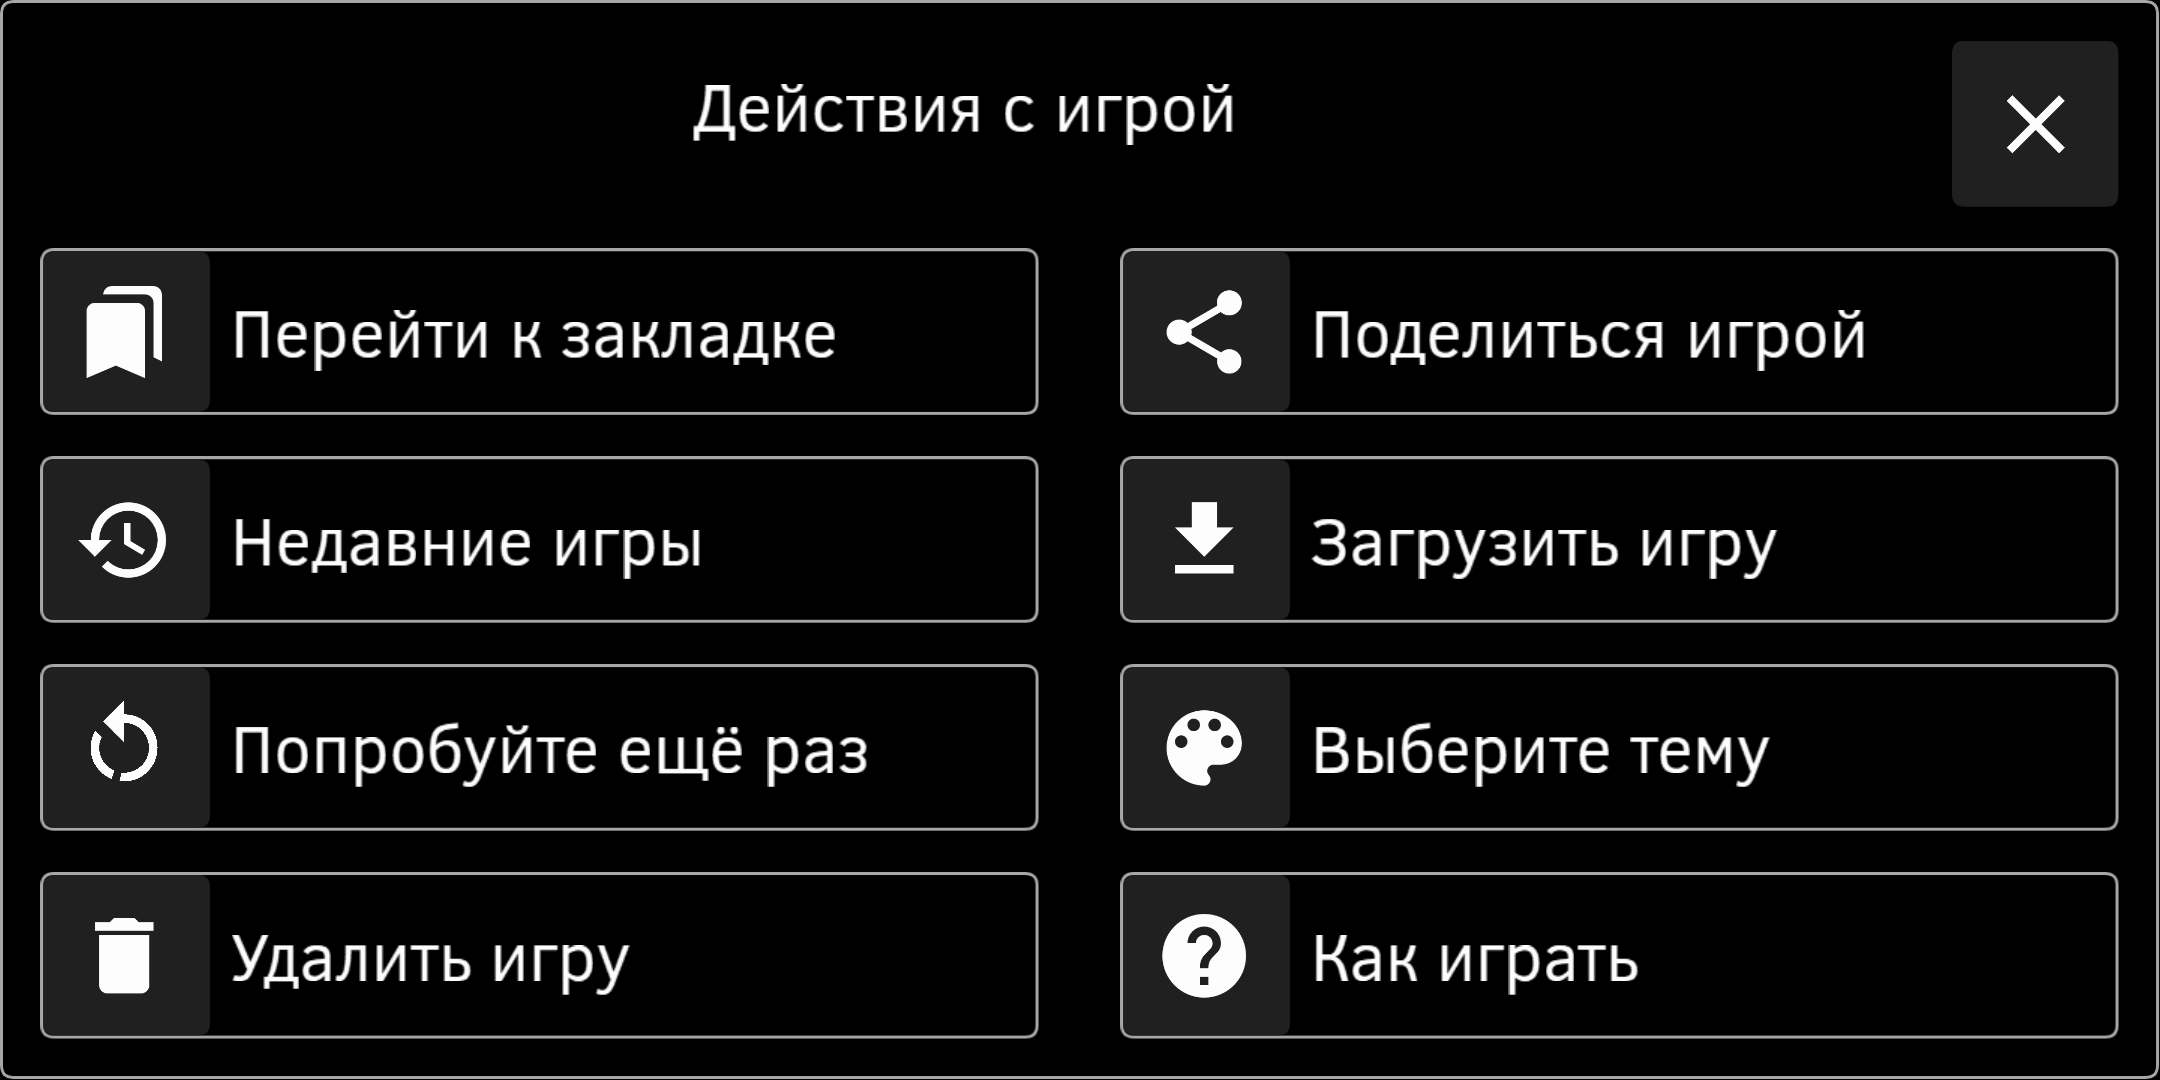 Действия с игрой
Перейти к закладке
Поделиться игрой
Недавние игры
Загрузить игру
Попробуйте ещё раз
Выберите тему
Удалить игру
Как играть